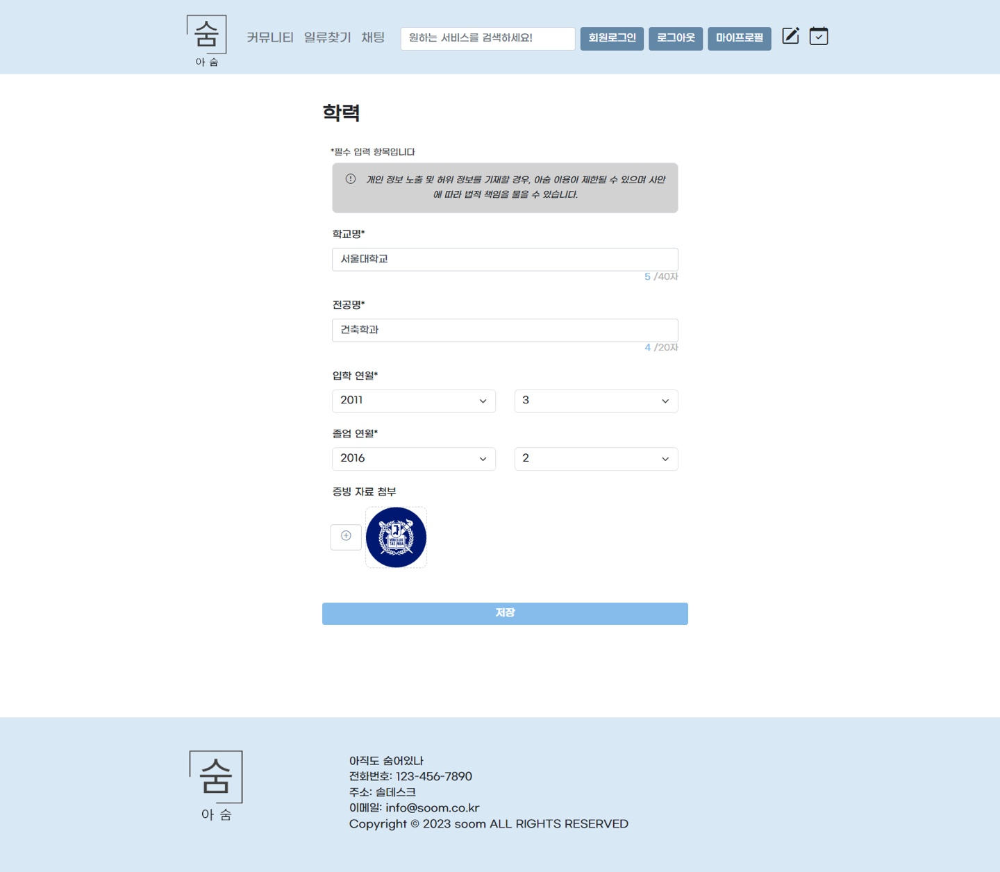 숨
아 숨
커뮤니티 일류찾기 채팅 원하는 서비스를 검색하세요! 회원로그인 로그아웃 마이프로필
학력
*필수 입력 항목입니다
개인 정보 노출 및 허위 정보를 기재할 경우, 아숨 이용이 제한될 수 있으며 사안
에 따라 법적 책임을 물을 수 있습니다.
학교명*
서울대학교
5 /40자
전공명*
건축학과
4 /20자
입학 연월*
2011 3
졸업 연월*
2016 2
증빙 자료 첨부
VERI LUX
TAS MEA
저장
숨
아 숨
아직도 숨어있나
전화번호: 123-456-7890
주소: 솔데스크
이메일: info@soom.co.kr
Copyright © 2023 soom ALL RIGHTS RESERVED